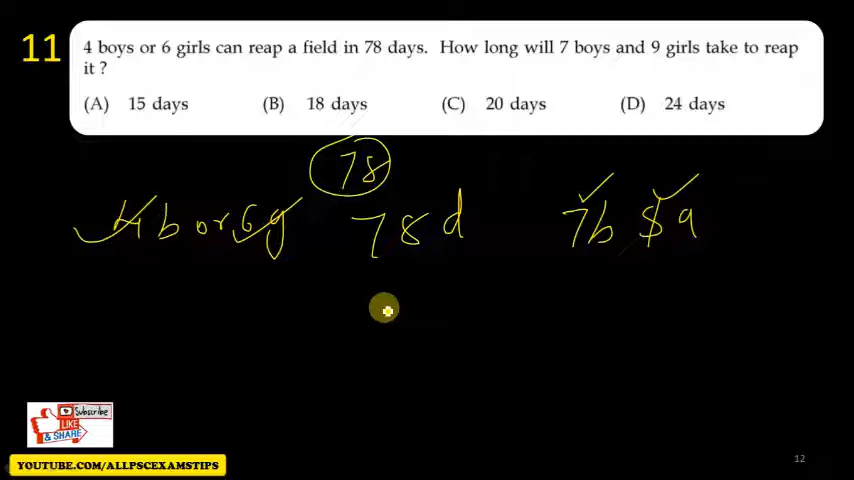 11
4 boys or 6 girls can reap a field in 78 days. How long will 7 boys and 9 girls take to reap
it ?
(A) 15 days (B) 18 days (C) 20 days (D) 24 days
78
4 b or 6g 78 d 7b & 9
Subscribe
LIKE
& SHARE
YOUTUBE.COM/ALLPSCEXAMSTIPS
12